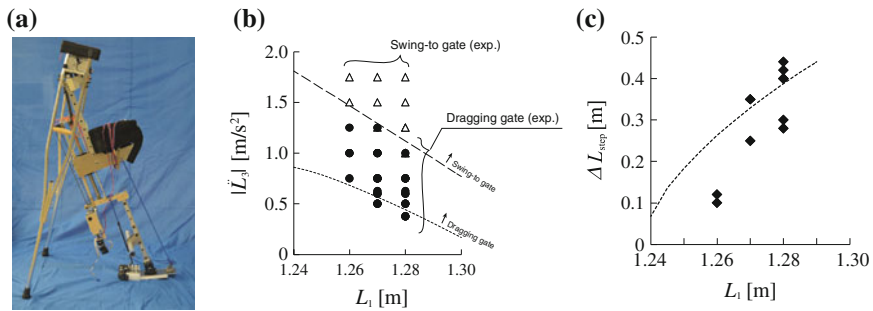 (a)
(b)
Swing-to gate (exp.)
2.0
1.5
1.0
0.5
0
|L̈₃| [m/s²]
Dragging gate (exp.)
Swing-to gate
Dragging gate
1.24
1.26
1.28
1.30
L₁ [m]
(c)
0.5
0.4
0.3
0.2
0.1
0
ΔLstep [m]
1.24
1.26
1.28
1.30
L₁ [m]